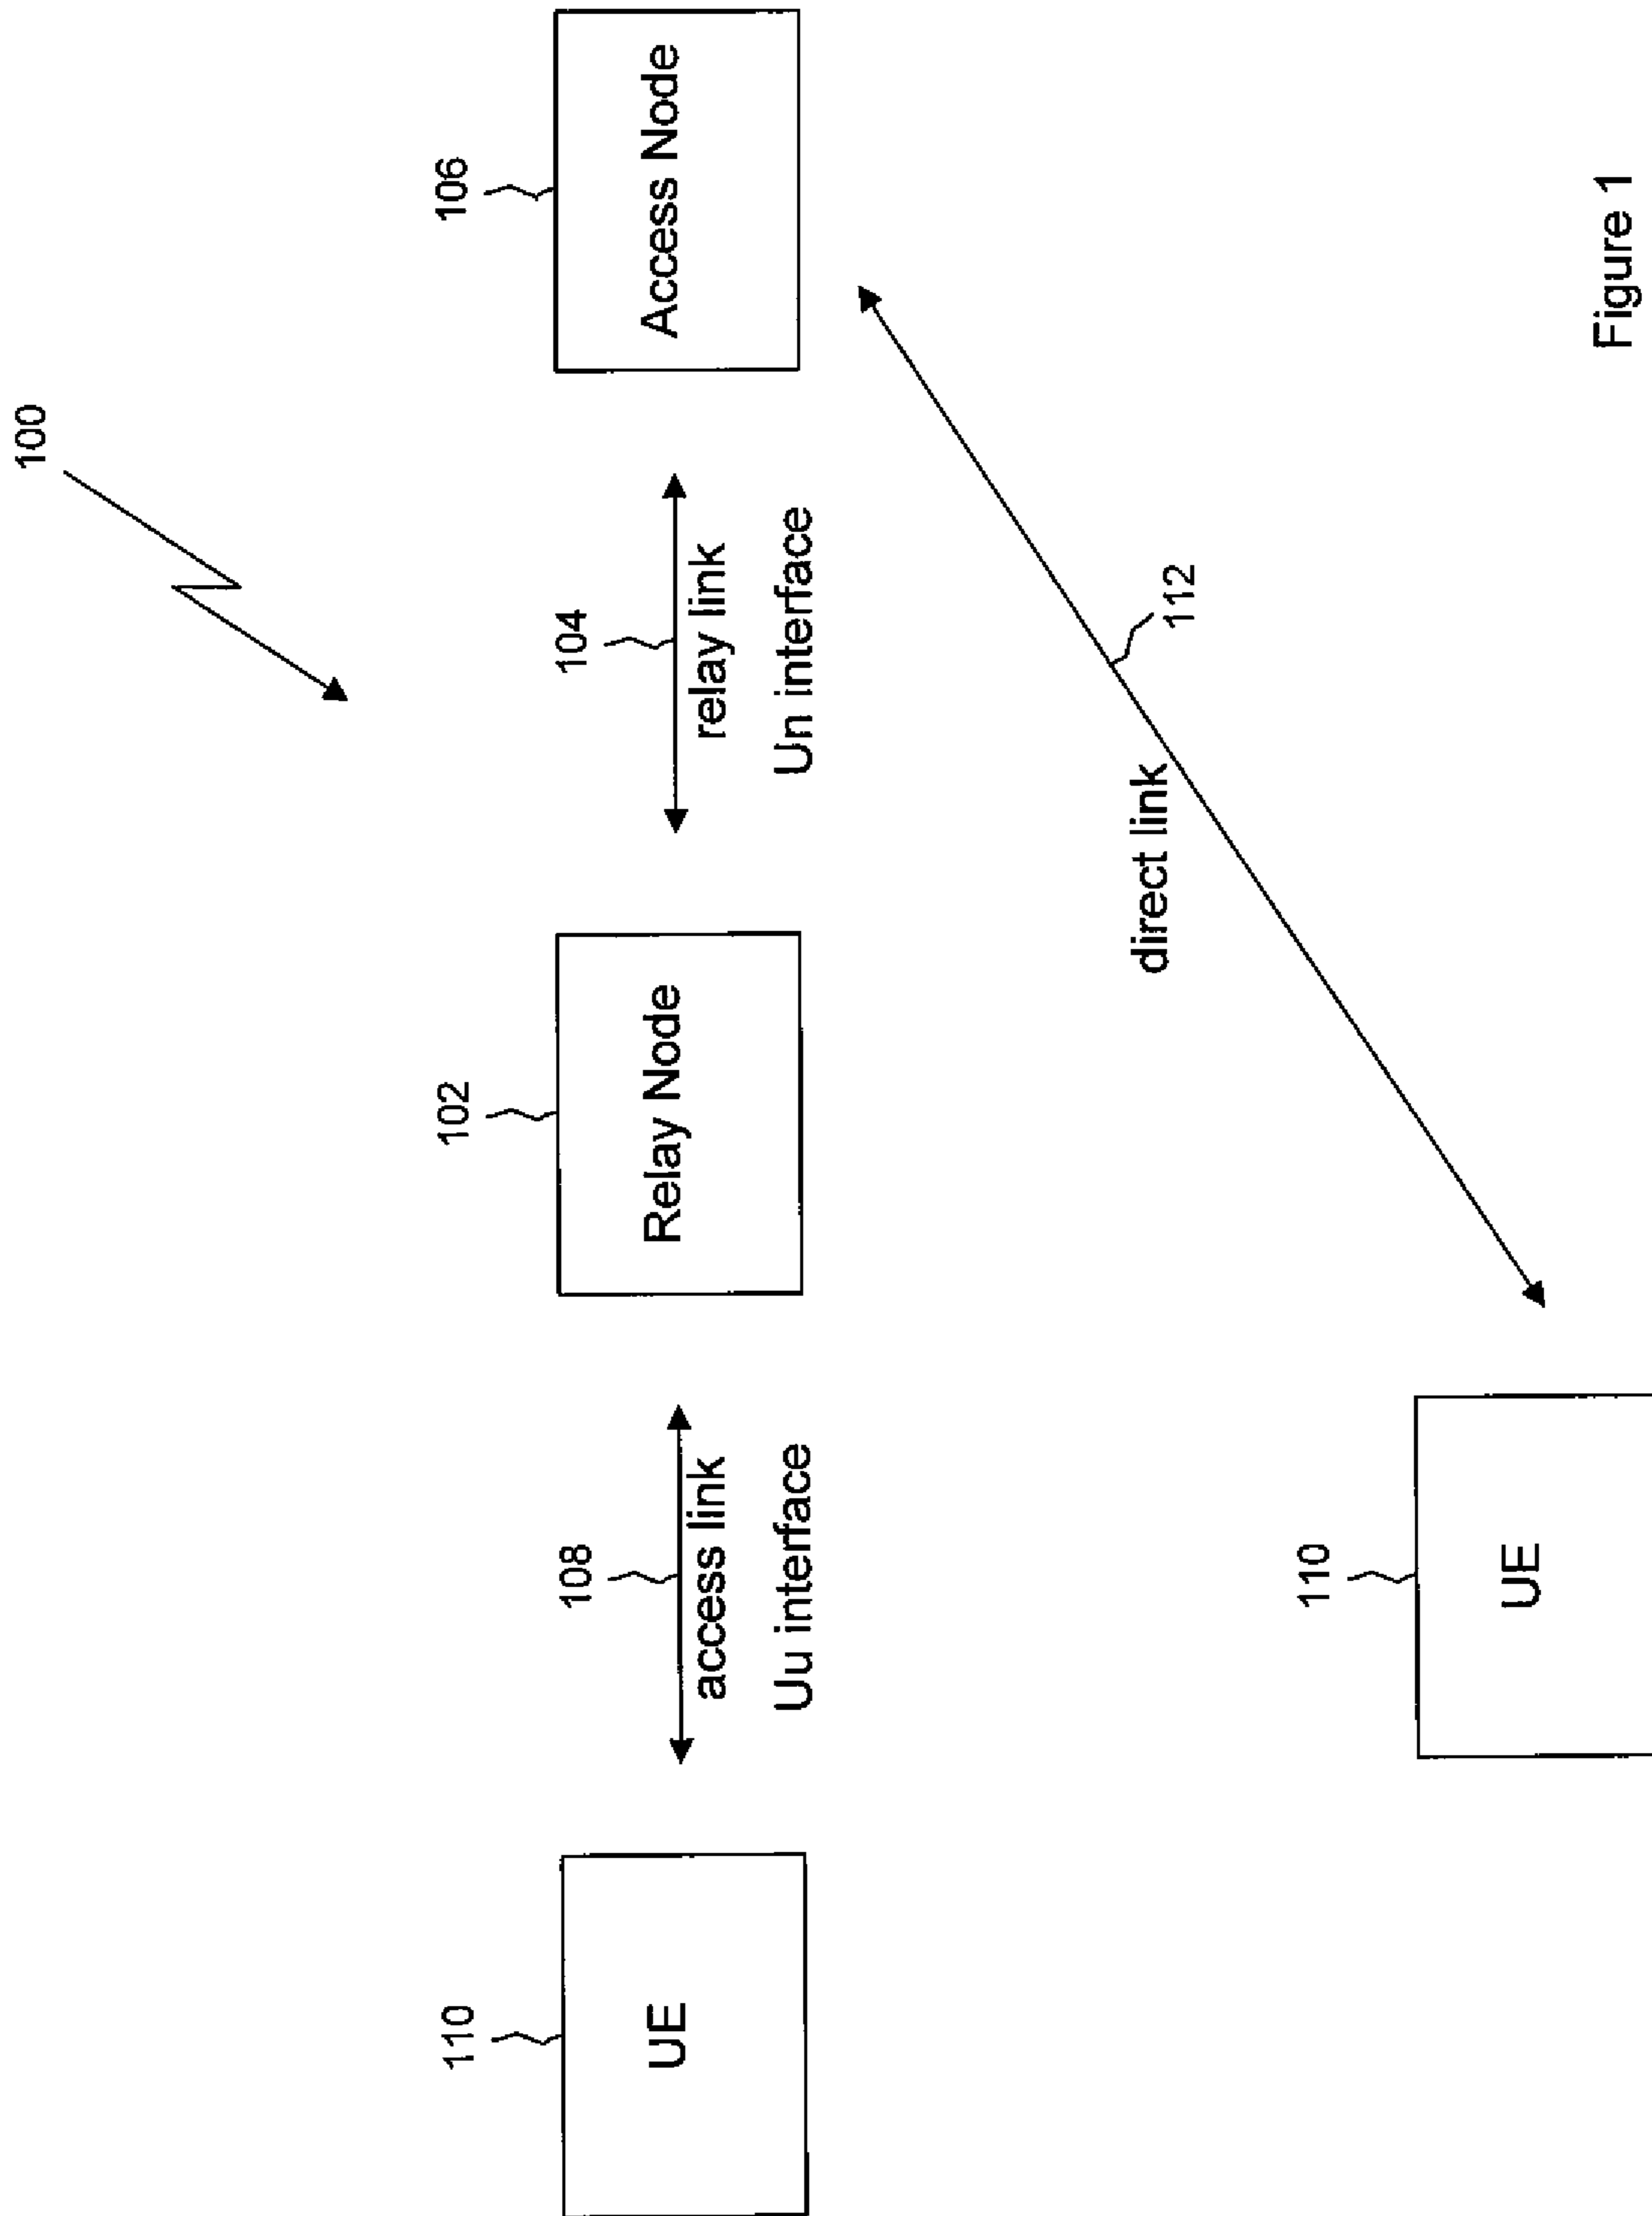 100
110
108
102
104
106
UE
access link
Uu interface
Relay Node
relay link
Un interface
Access Node
direct link
112
110
UE
Figure 1